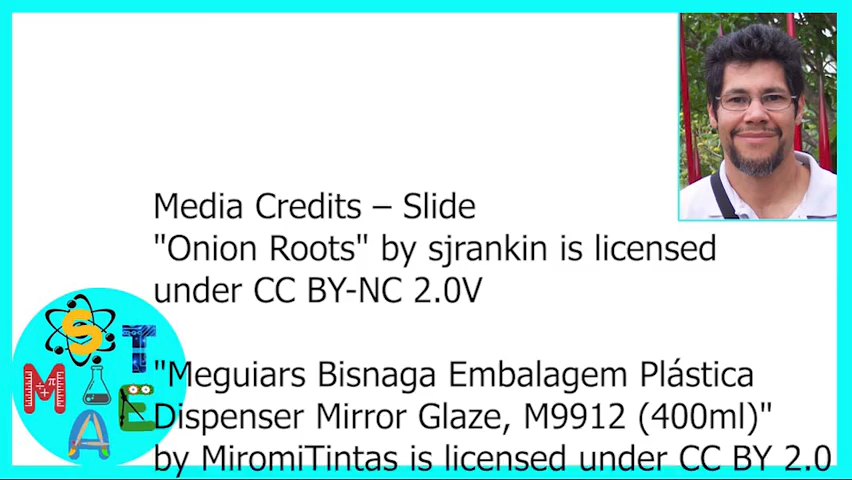 Media Credits – Slide
"Onion Roots" by sjrankin is licensed
under CC BY-NC 2.0V
S
T
M
E
A
"Meguiars Bisnaga Embalagem Plástica
Dispenser Mirror Glaze, M9912 (400ml)"
by MiromiTintas is licensed under CC BY 2.0